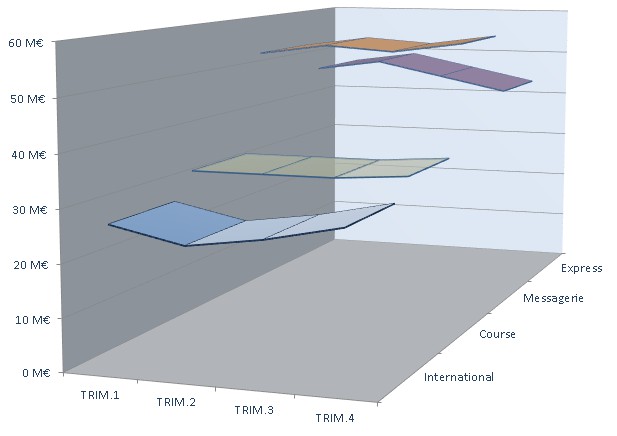 60 M€
50 M€
40 M€
30 M€
20 M€
10 M€
0 M€
TRIM.1
TRIM.2
TRIM.3
TRIM.4
International
Course
Messagerie
Express